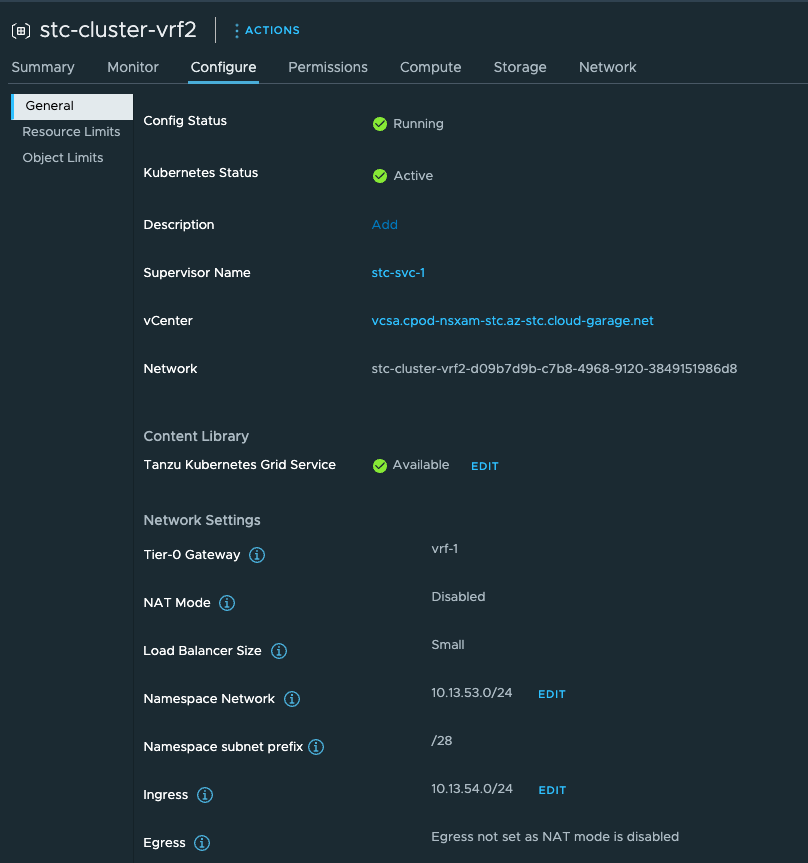 stc-cluster-vrf2
ACTIONS
Summary Monitor Configure Permissions Compute Storage Network
General
Resource Limits
Object Limits
Config Status Running
Kubernetes Status Active
Description Add
Supervisor Name stc-svc-1
vCenter vcsa.cpod-nsxam-stc.az-stc.cloud-garage.net
Network stc-cluster-vrf2-d09b7d9b-c7b8-4968-9120-3849151986d8
Content Library
Tanzu Kubernetes Grid Service Available EDIT
Network Settings
Tier-0 Gateway vrf-1
NAT Mode Disabled
Load Balancer Size Small
Namespace Network 10.13.53.0/24 EDIT
Namespace subnet prefix /28
Ingress 10.13.54.0/24 EDIT
Egress Egress not set as NAT mode is disabled